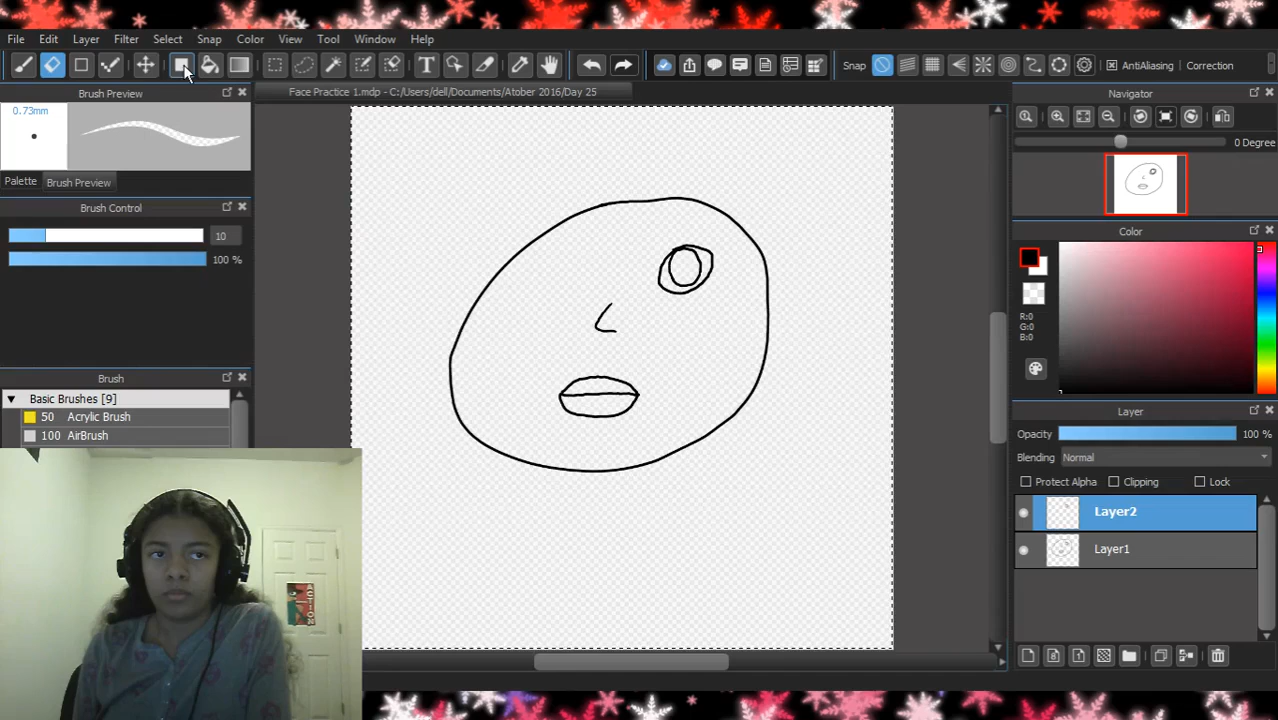 File Edit Layer Filter Select Snap Color View Tool Window Help
T Snap AntiAliasing Correction
Brush Preview
Face Practice 1.mdp - C:/Users/dell/Documents/Atober 2016/Day 25
Navigator
0.73mm
0 Degree
Palette Brush Preview
Brush Control
10
100 %
Color
R:0
G:0
B:0
Brush
Basic Brushes [9]
50 Acrylic Brush
100 AirBrush
Layer
Opacity 100 %
Blending Normal
Protect Alpha Clipping Lock
Layer2
Layer1
ACTION